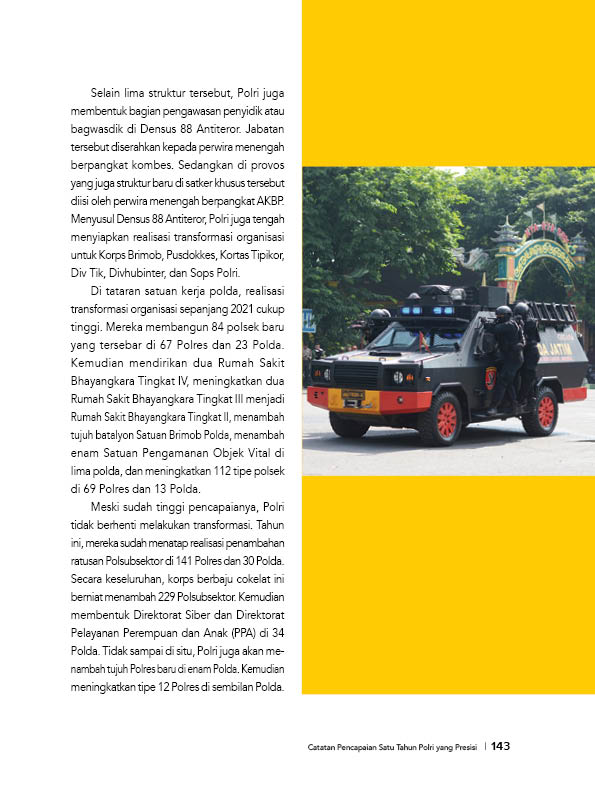 Selain lima struktur tersebut, Polri juga
membentuk bagian pengawasan penyidik atau
bagwasdik di Densus 88 Antiteror. Jabatan
tersebut diserahkan kepada perwira menengah
berpangkat kombes. Sedangkan di provos
yang juga struktur baru di satker khusus tersebut
diisi oleh perwira menengah berpangkat AKBP.
Menyusul Densus 88 Antiteror, Polri juga tengah
menyiapkan realisasi transformasi organisasi
untuk Korps Brimob, Pusdokkes, Kortas Tipikor,
Div Tik, Divhubinter, dan Sops Polri.
Di tataran satuan kerja polda, realisasi
transformasi organisasi sepanjang 2021 cukup
tinggi. Mereka membangun 84 polsek baru
yang tersebar di 67 Polres dan 23 Polda.
Kemudian mendirikan dua Rumah Sakit
Bhayangkara Tingkat IV, meningkatkan dua
Rumah Sakit Bhayangkara Tingkat III menjadi
Rumah Sakit Bhayangkara Tingkat II, menambah
tujuh batalyon Satuan Brimob Polda, menambah
enam Satuan Pengamanan Objek Vital di
lima polda, dan meningkatkan 112 tipe polsek
di 69 Polres dan 13 Polda.
Meski sudah tinggi pencapaianya, Polri
tidak berhenti melakukan transformasi. Tahun
ini, mereka sudah menatap realisasi penambahan
ratusan Polsubsektor di 141 Polres dan 30 Polda.
Secara keseluruhan, korps berbaju cokelat ini
berniat menambah 229 Polsubsektor. Kemudian
membentuk Direktorat Siber dan Direktorat
Pelayanan Perempuan dan Anak (PPA) di 34
Polda. Tidak sampai di situ, Polri juga akan me-
nambah tujuh Polres baru di enam Polda. Kemudian
meningkatkan tipe 12 Polres di sembilan Polda.
DA JATIM
Catatan Pencapaian Satu Tahun Polri yang Presisi | 143